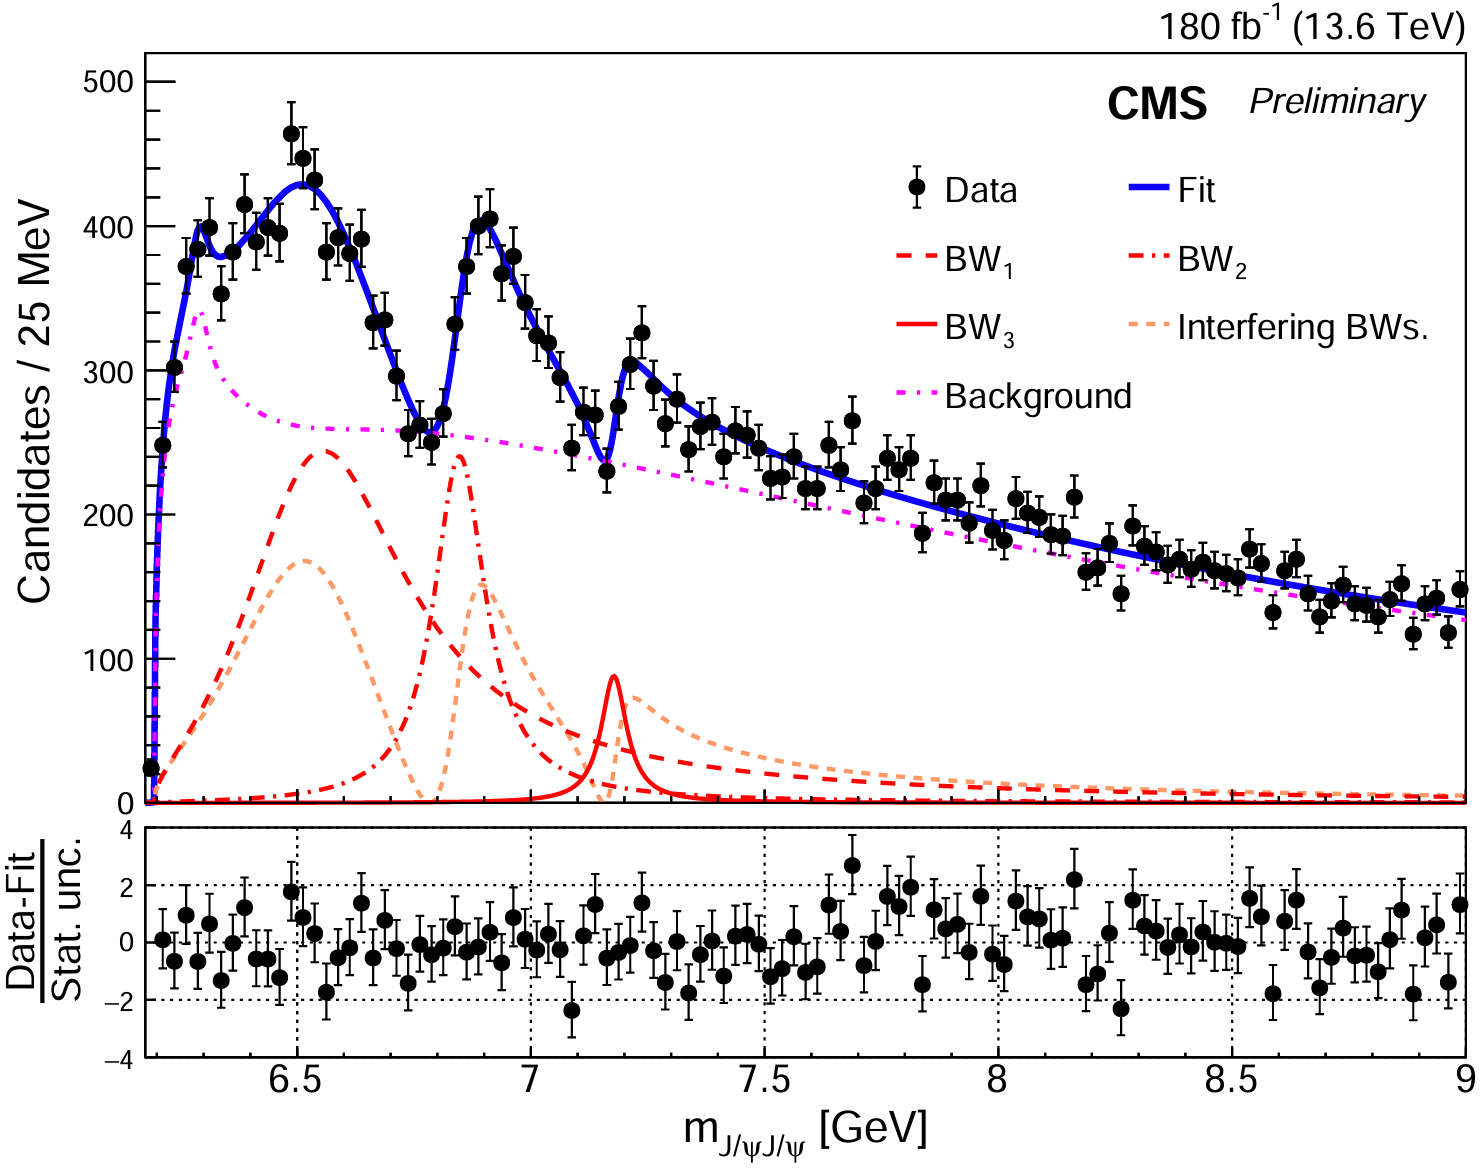 180 fb-1 (13.6 TeV)
CMS Preliminary
Data Fit
BW1 BW2
BW3 Interfering BWs.
Background
Candidates / 25 MeV
500
400
300
200
100
0
Data-Fit
Stat. unc.
4
2
0
−2
−4
6.5 7 7.5 8 8.5 9
mJ/ψJ/ψ [GeV]